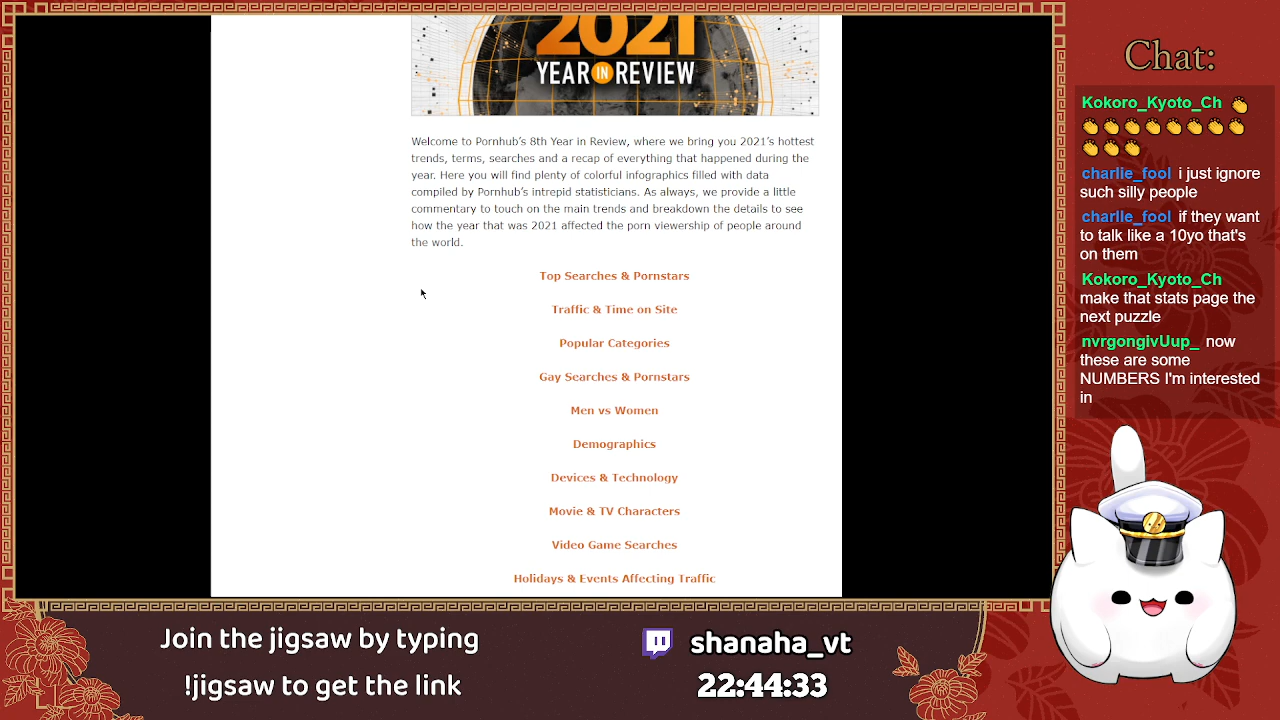 2021
YEAR IN REVIEW
Welcome to Pornhub's 8th Year in Review, where we bring you 2021's hottest
trends, terms, searches and a recap of everything that happened during the
year. Here you will find plenty of colorful infographics filled with data
compiled by Pornhub's intrepid statisticians. As always, we provide a little
commentary to touch on the main trends and breakdown the details to see
how the year that was 2021 affected the porn viewership of people around
the world.
Top Searches & Pornstars
Traffic & Time on Site
Popular Categories
Gay Searches & Pornstars
Men vs Women
Demographics
Devices & Technology
Movie & TV Characters
Video Game Searches
Holidays & Events Affecting Traffic
Chat:
Kokoro_Kyoto_Ch 👏
👏👏👏👏👏👏👏👏
👏👏👏
charlie_fool i just ignore
such silly people
charlie_fool if they want
to talk like a 10yo that's
on them
Kokoro_Kyoto_Ch
make that stats page the
next puzzle
nvrgongivUup_ now
these are some
NUMBERS I'm interested
in
Join the jigsaw by typing
!jigsaw to get the link
shanaha_vt
22:44:33